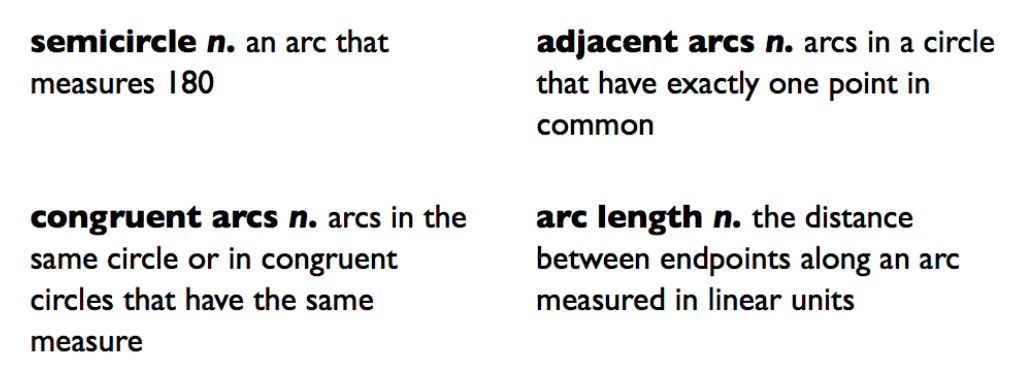 semicircle n. an arc that
measures 180
adjacent arcs n. arcs in a circle
that have exactly one point in
common
congruent arcs n. arcs in the
same circle or in congruent
circles that have the same
measure
arc length n. the distance
between endpoints along an arc
measured in linear units